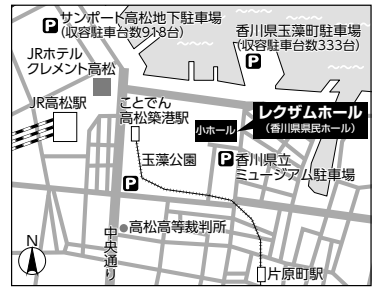 P サンポート高松地下駐車場
(収容駐車台数918台)
香川県玉藻町駐車場
(収容駐車台数333台)
P
JRホテル
クレメント高松
JR高松駅
ことでん
高松築港駅
小ホール
レクザムホール
(香川県県民ホール)
玉藻公園
P 香川県立
ミュージアム駐車場
P
高松高等裁判所
中央通り
N
片原町駅